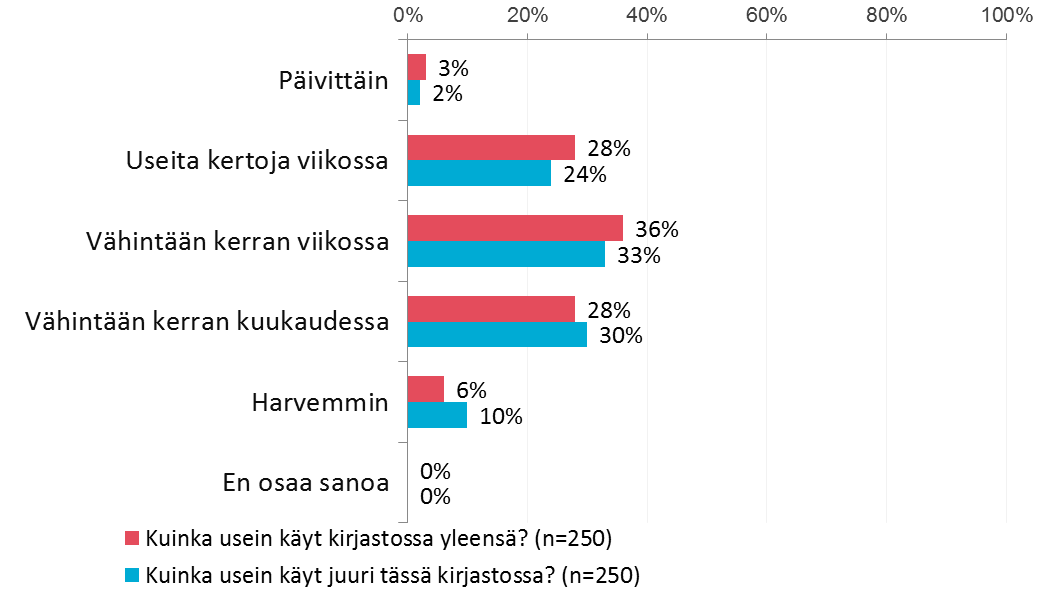 0% 20% 40% 60% 80% 100%
Päivittäin
3%
2%
Useita kertoja viikossa
28%
24%
Vähintään kerran viikossa
36%
33%
Vähintään kerran kuukaudessa
28%
30%
Harvemmin
6%
10%
En osaa sanoa
0%
0%
Kuinka usein käyt kirjastossa yleensä? (n=250)
Kuinka usein käyt juuri tässä kirjastossa? (n=250)